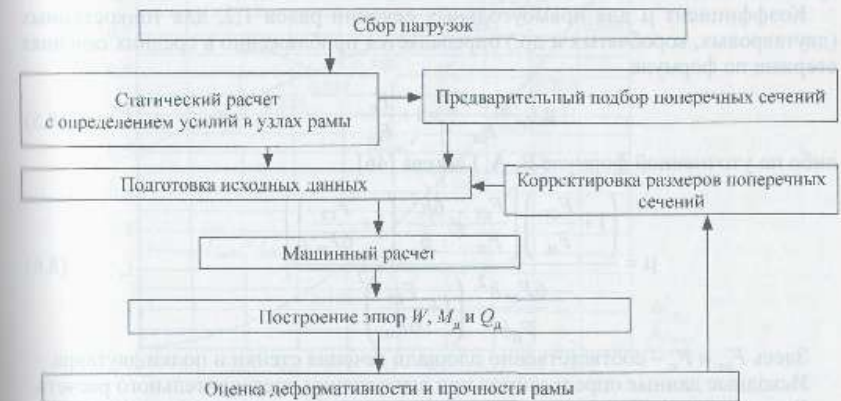 Сбор нагрузок
Статический расчет
с определением усилий в узлах рамы
Предварительный подбор поперечных сечений
Подготовка исходных данных
Корректировка размеров поперечных
сечений
Машинный расчет
Построение эпюр W, Mд и Qд
Оценка деформативности и прочности рамы